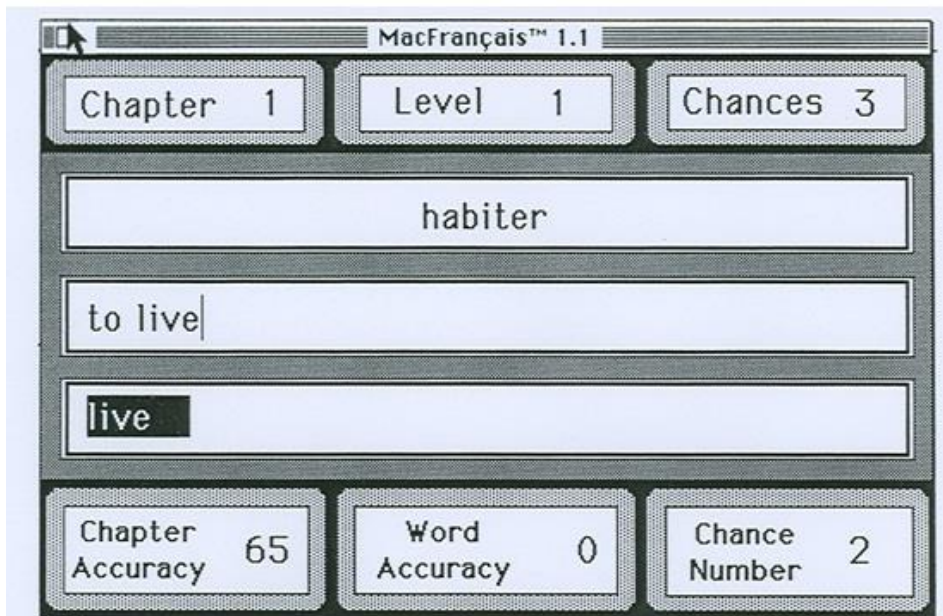 MacFrançais™ 1.1
Chapter 1
Level 1
Chances 3
habiter
to live
live
Chapter
Accuracy 65
Word
Accuracy 0
Chance
Number 2